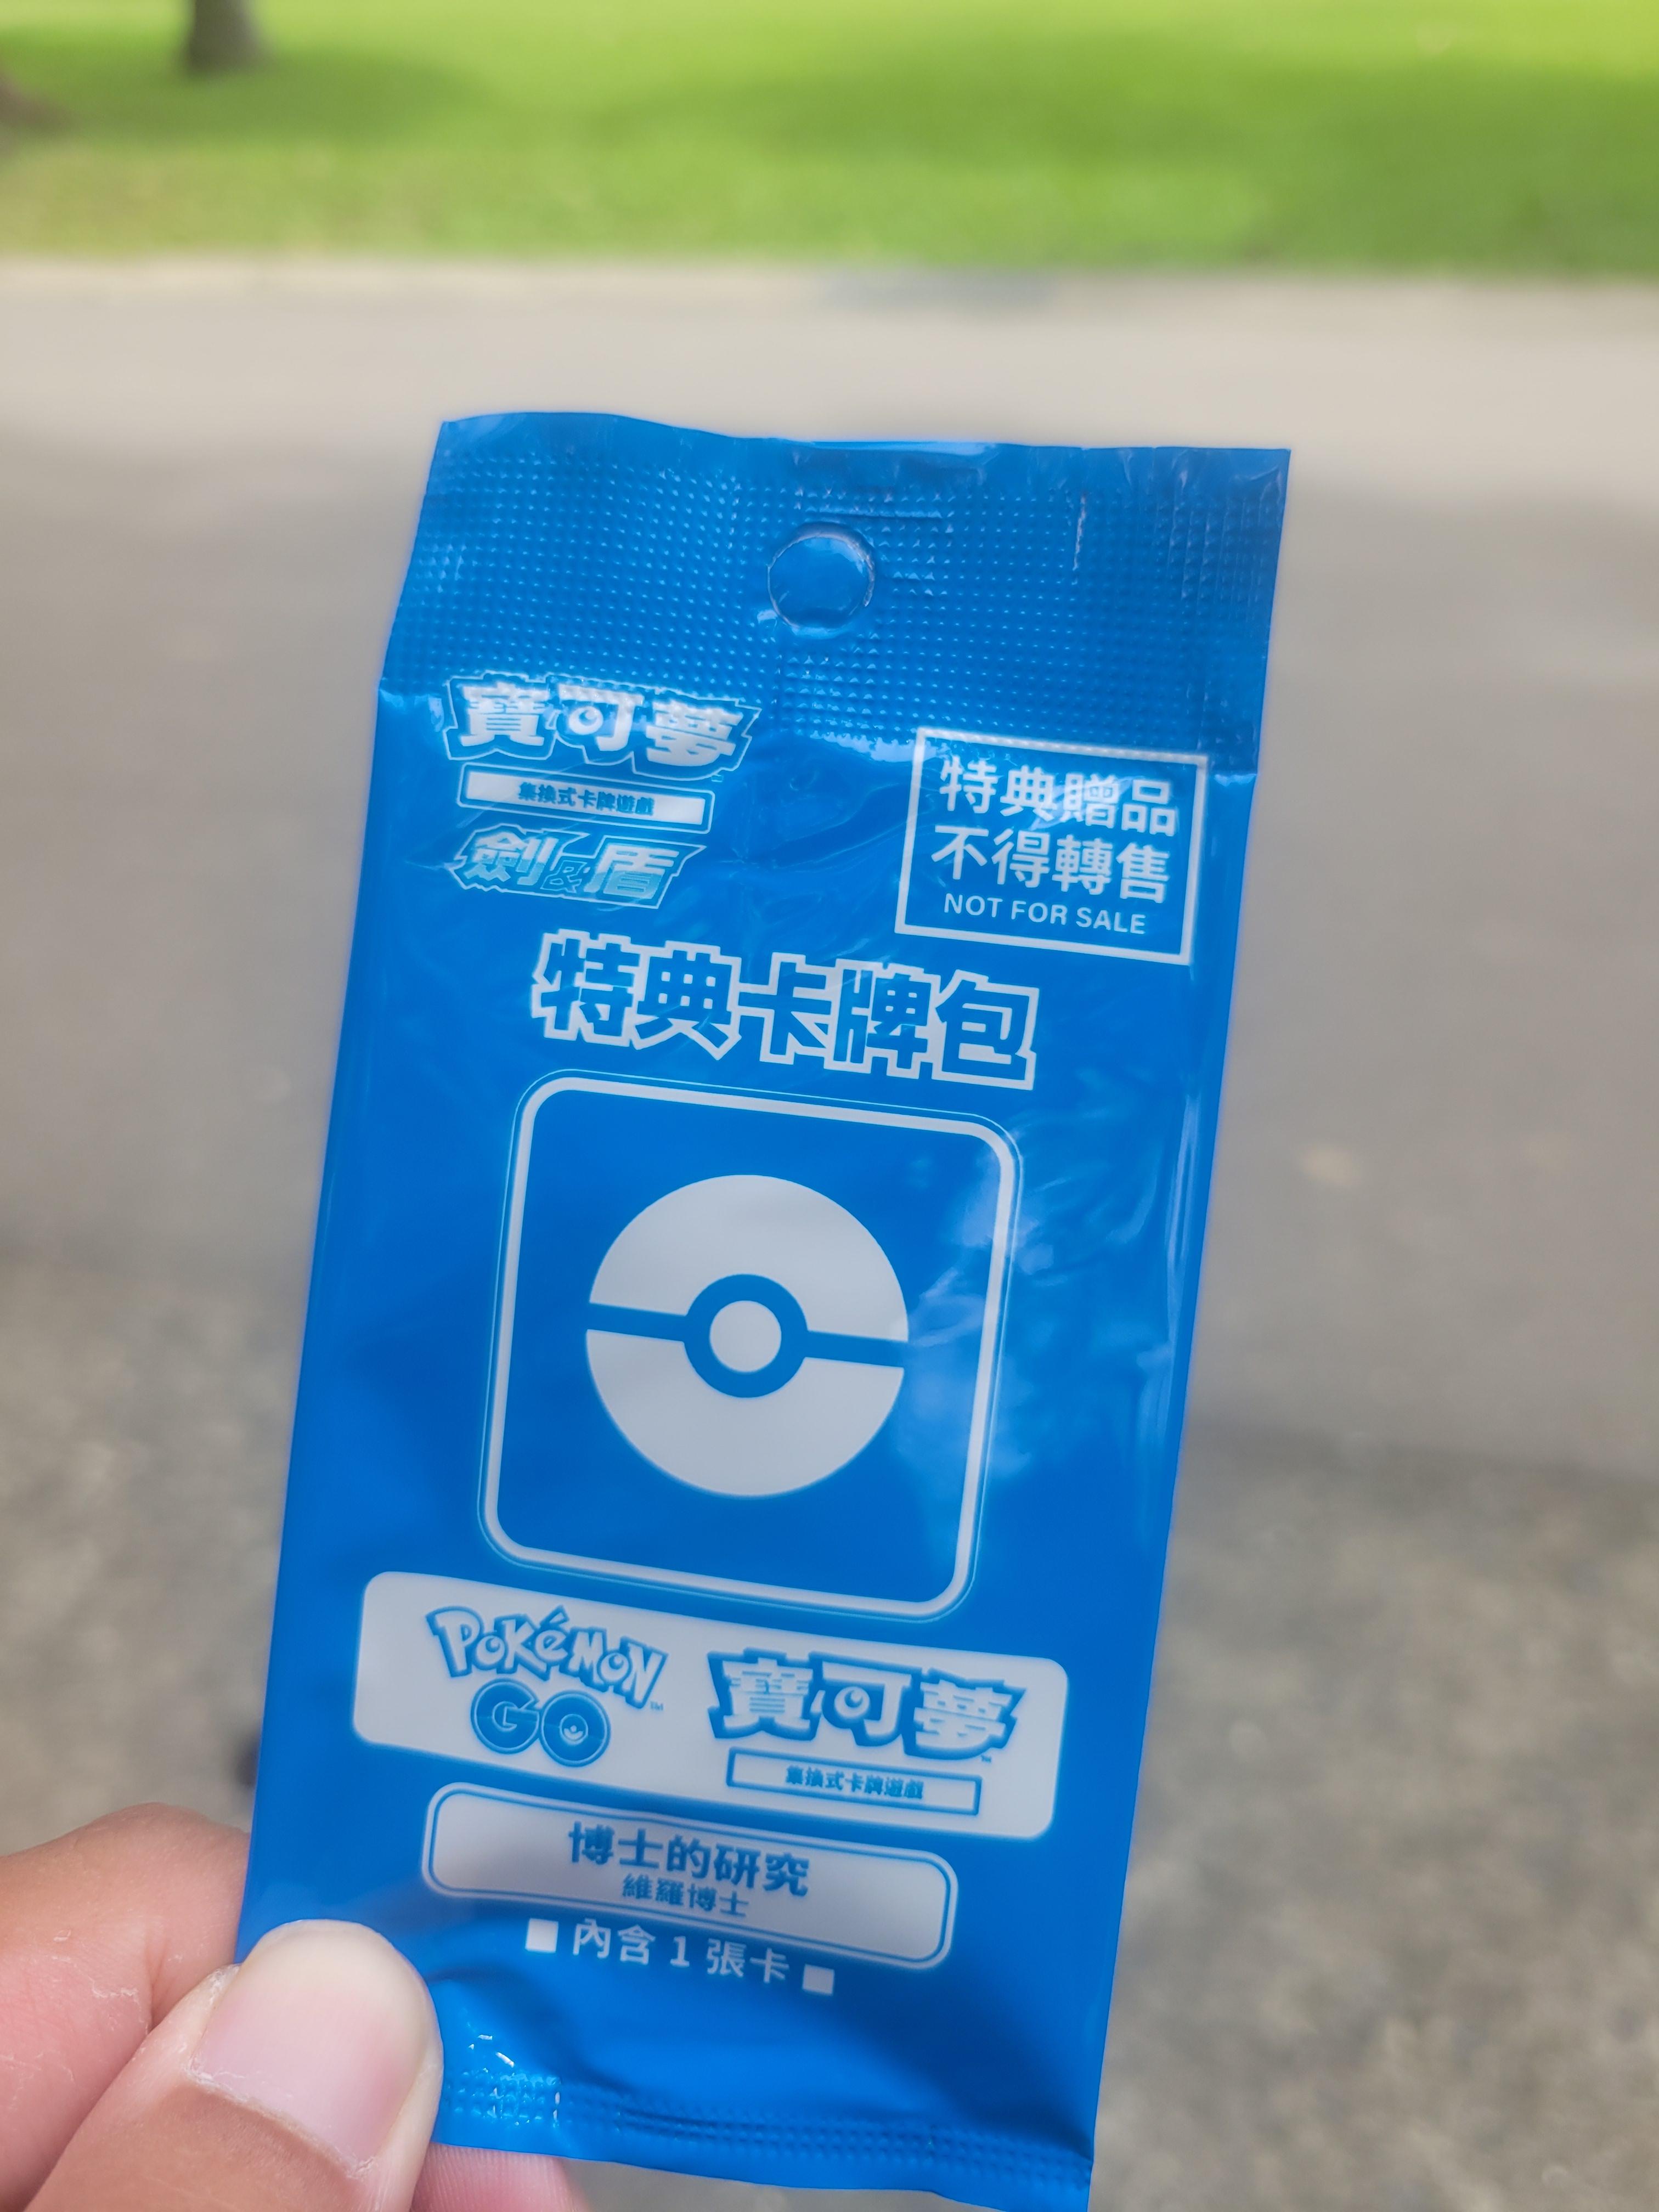 寶可夢
集換式卡牌遊戲
劍&盾
特典贈品
不得轉售
NOT FOR SALE
特典卡牌包
Pokémon GO
寶可夢
集換式卡牌遊戲
博士的研究
維羅博士
■ 內含 1 張卡 ■